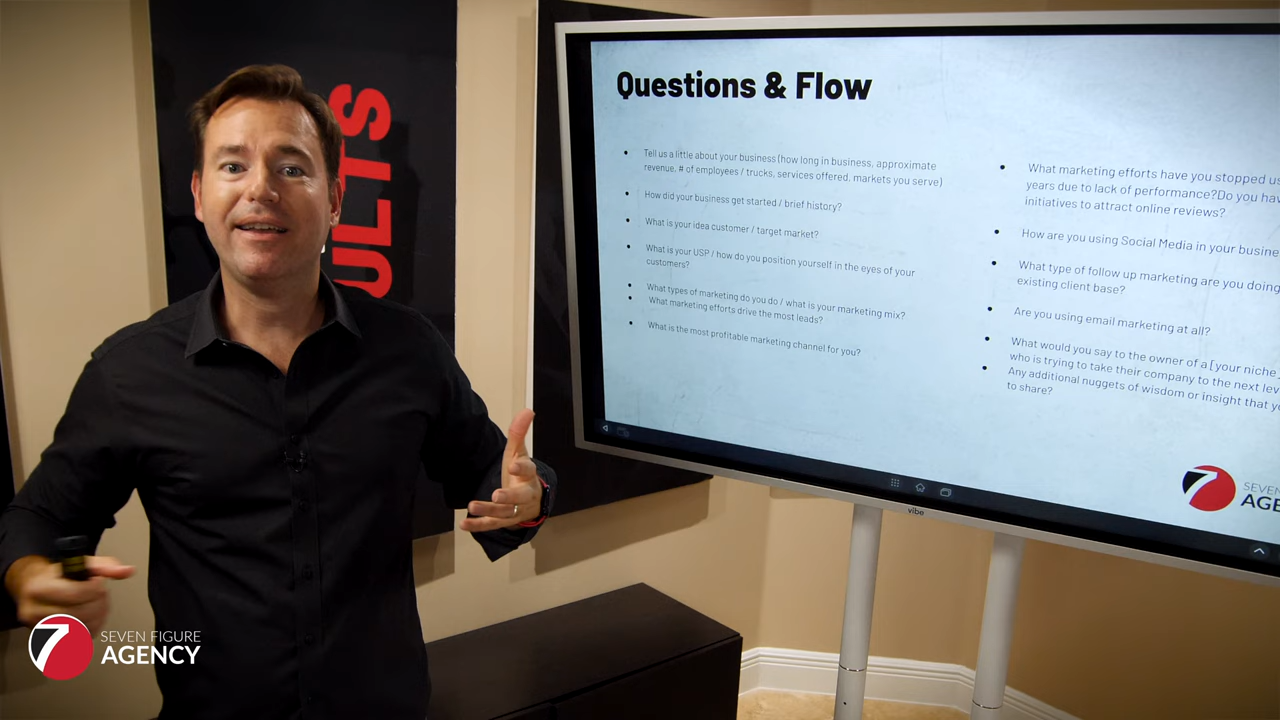 ULTS
Questions & Flow
Tell us a little about your business (how long in business, approximate
revenue, # of employees / trucks, services offered, markets you serve)
How did your business get started / brief history?
What is your idea customer / target market?
What is your USP / how do you position yourself in the eyes of your
customers?
What types of marketing do you do / what is your marketing mix?
What marketing efforts drive the most leads?
What is the most profitable marketing channel for you?
What marketing efforts have you stopped us
years due to lack of performance?Do you hav
initiatives to attract online reviews?
How are you using Social Media in your busine
What type of follow up marketing are you doing
existing client base?
Are you using email marketing at all?
What would you say to the owner of a [your niche]
who is trying to take their company to the next lev
Any additional nuggets of wisdom or insight that yo
to share?
7
SEVEN
AGE
vibe
7
SEVEN FIGURE
AGENCY